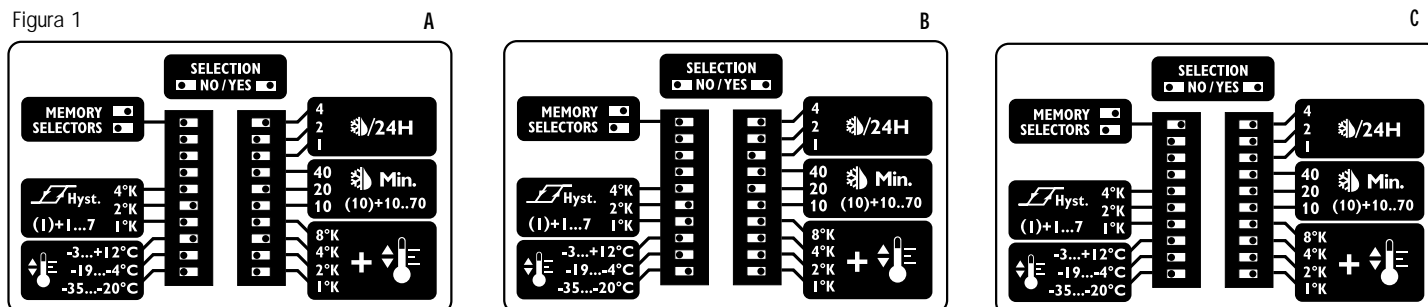 Figura 1
A
SELECTION
NO / YES
MEMORY
SELECTORS
4
2
1
/24H
40
20
10
Min.
(10)+10..70
Hyst.
4°K
2°K
1°K
(1)+1...7
-3...+12°C
-19...-4°C
-35...-20°C
8°K
4°K
2°K
1°K
+
B
SELECTION
NO / YES
MEMORY
SELECTORS
4
2
1
/24H
40
20
10
Min.
(10)+10..70
Hyst.
4°K
2°K
1°K
(1)+1...7
-3...+12°C
-19...-4°C
-35...-20°C
8°K
4°K
2°K
1°K
+
C
SELECTION
NO / YES
MEMORY
SELECTORS
4
2
1
/24H
40
20
10
Min.
(10)+10..70
Hyst.
4°K
2°K
1°K
(1)+1...7
-3...+12°C
-19...-4°C
-35...-20°C
8°K
4°K
2°K
1°K
+